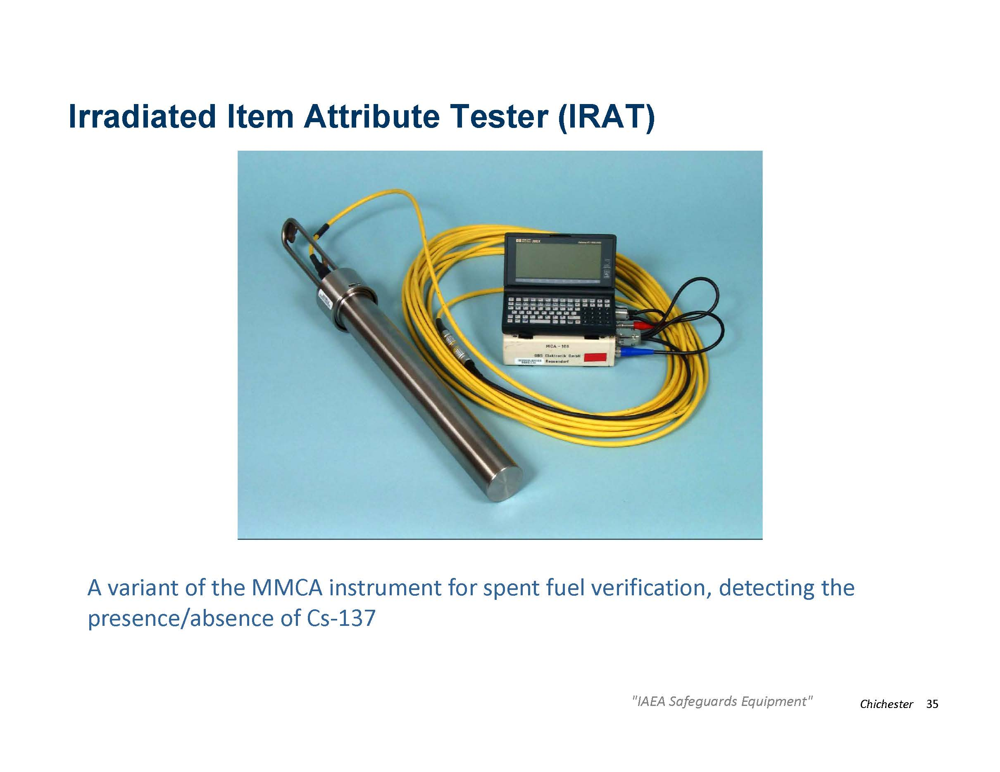 Irradiated Item Attribute Tester (IRAT)
200LX
MCA - 166
GBS Elektronik GmbH
Rossendorf
A variant of the MMCA instrument for spent fuel verification, detecting the
presence/absence of Cs-137
"IAEA Safeguards Equipment"
Chichester 35